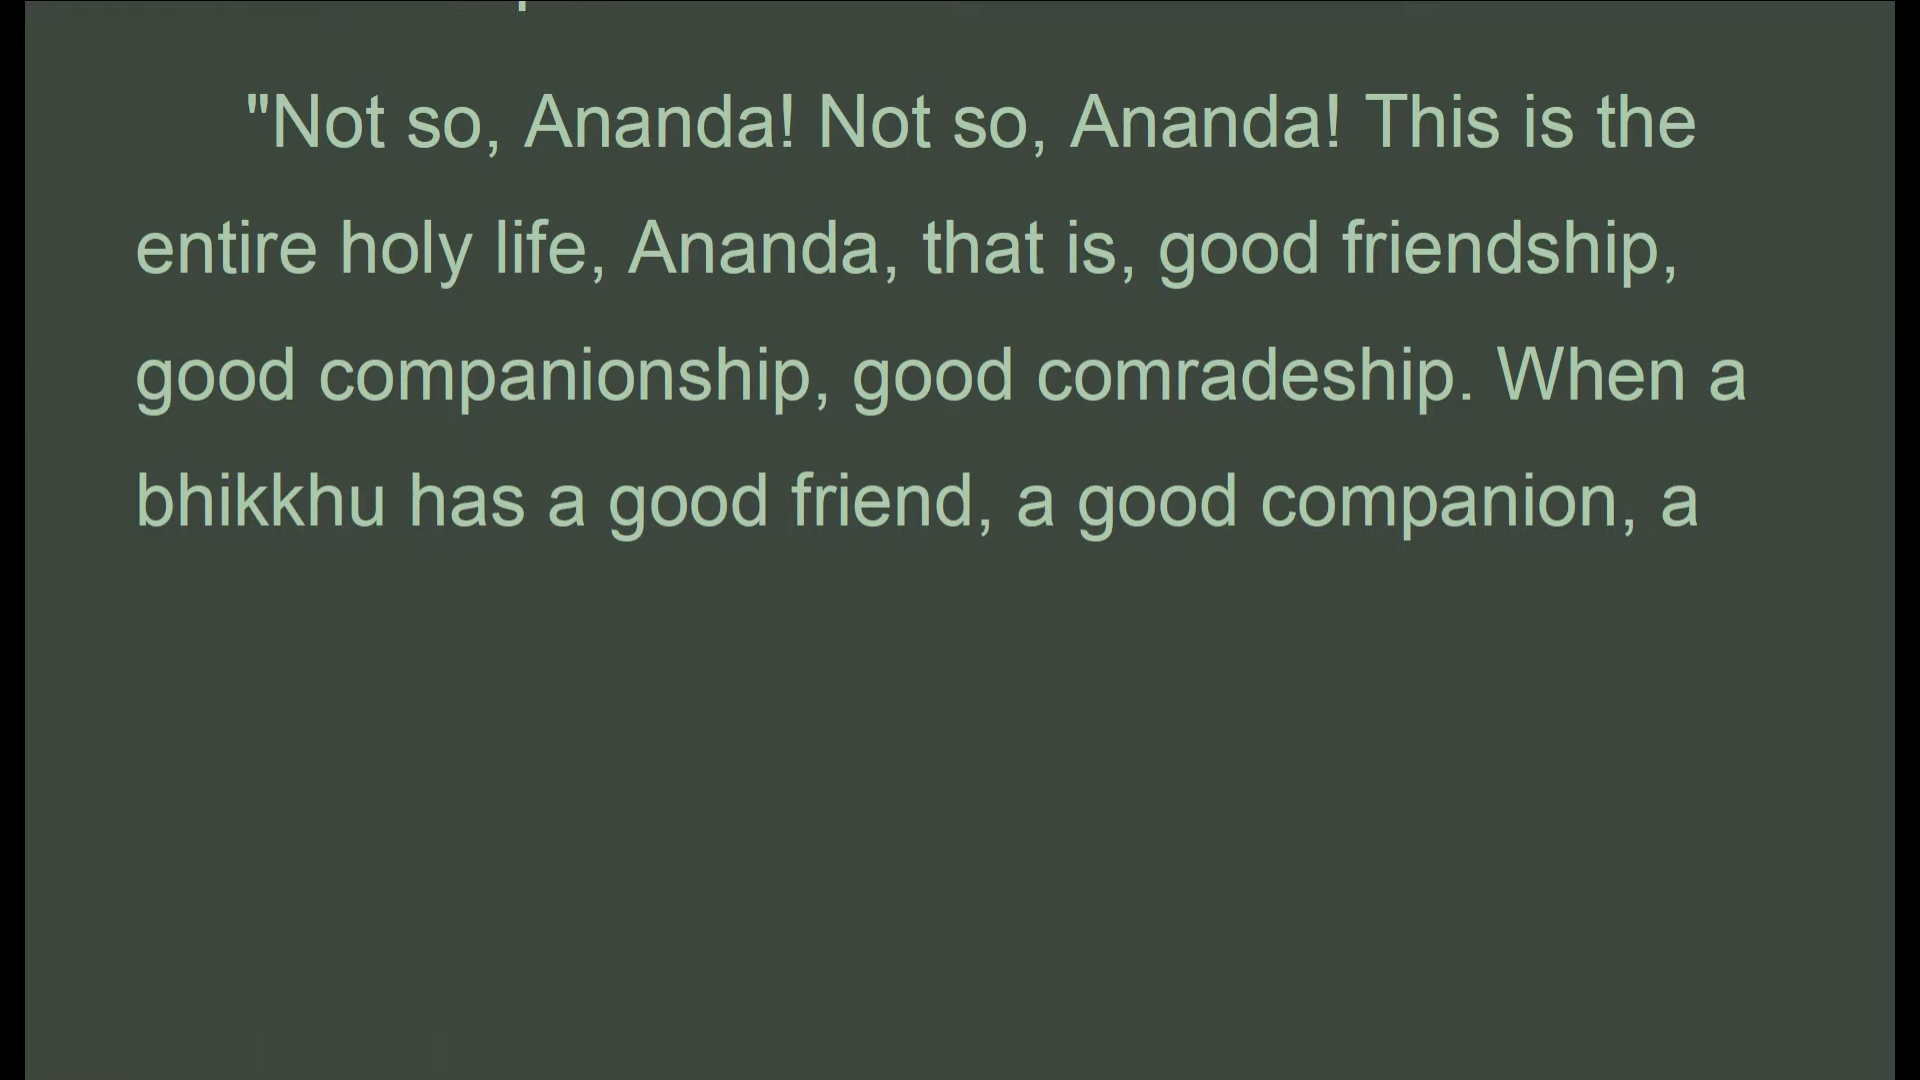 "Not so, Ananda! Not so, Ananda! This is the
entire holy life, Ananda, that is, good friendship,
good companionship, good comradeship. When a
bhikkhu has a good friend, a good companion, a